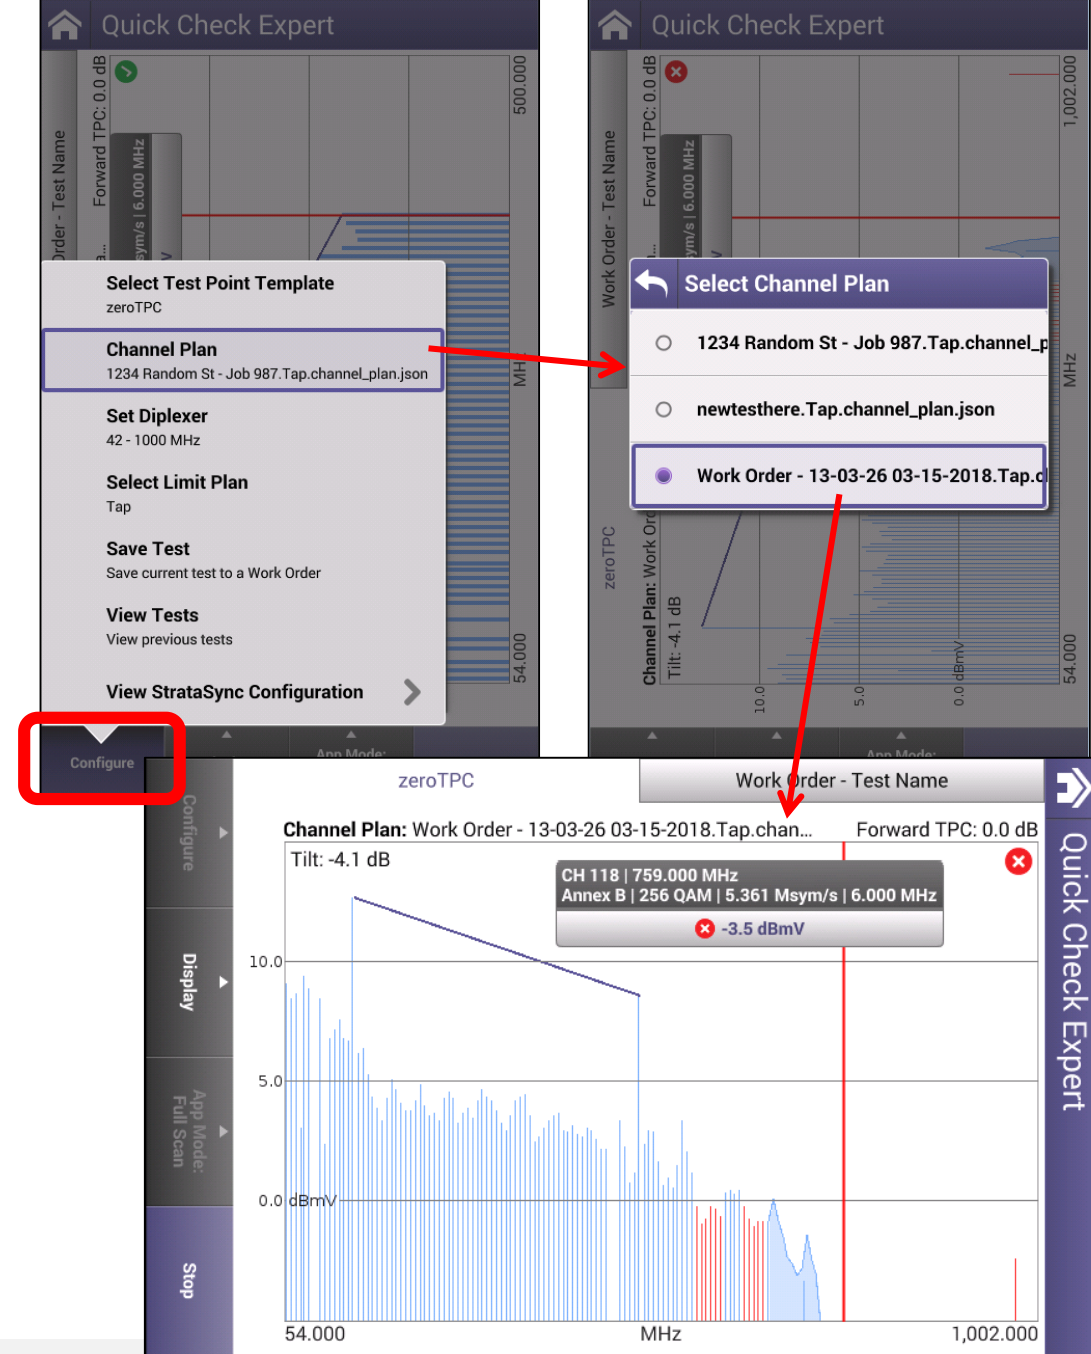 Quick Check Expert
Forward TPC: 0.0 dB
500.000
Order - Test Name
sym/s | 6.000 MHz
MHz
54.000
Select Test Point Template
zeroTPC
Channel Plan
1234 Random St - Job 987.Tap.channel_plan.json
Set Diplexer
42 - 1000 MHz
Select Limit Plan
Tap
Save Test
Save current test to a Work Order
View Tests
View previous tests
View StrataSync Configuration
Configure
App Mode:
Quick Check Expert
Forward TPC: 0.0 dB
1,002.000
Work Order - Test Name
ym/s | 6.000 MHz
Select Channel Plan
1234 Random St - Job 987.Tap.channel_p
newtesthere.Tap.channel_plan.json
Work Order - 13-03-26 03-15-2018.Tap.c
MHz
zeroTPC
Channel Plan: Work Orc
Tilt: -4.1 dB
10.0
5.0
0.0 dBmV
54.000
App Mode:
zeroTPC
Work Order - Test Name
Channel Plan: Work Order - 13-03-26 03-15-2018.Tap.chan...
Forward TPC: 0.0 dB
Tilt: -4.1 dB
CH 118 | 759.000 MHz
Annex B | 256 QAM | 5.361 Msym/s | 6.000 MHz
-3.5 dBmV
10.0
5.0
0.0 dBmV
54.000
MHz
1,002.000
Configure
Display
App Mode:
Full Scan
Stop
Quick Check Expert